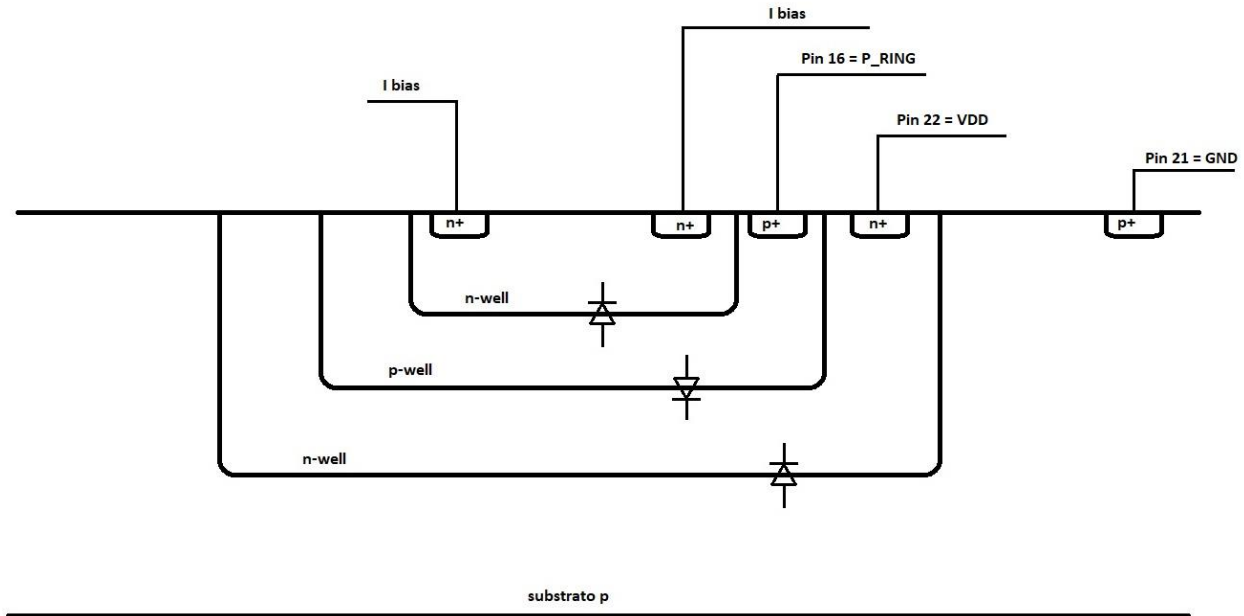 I bias
Pin 16 = P_RING
I bias
Pin 22 = VDD
Pin 21 = GND
n+
n+
p+
n+
p+
n-well
p-well
n-well
substrato p